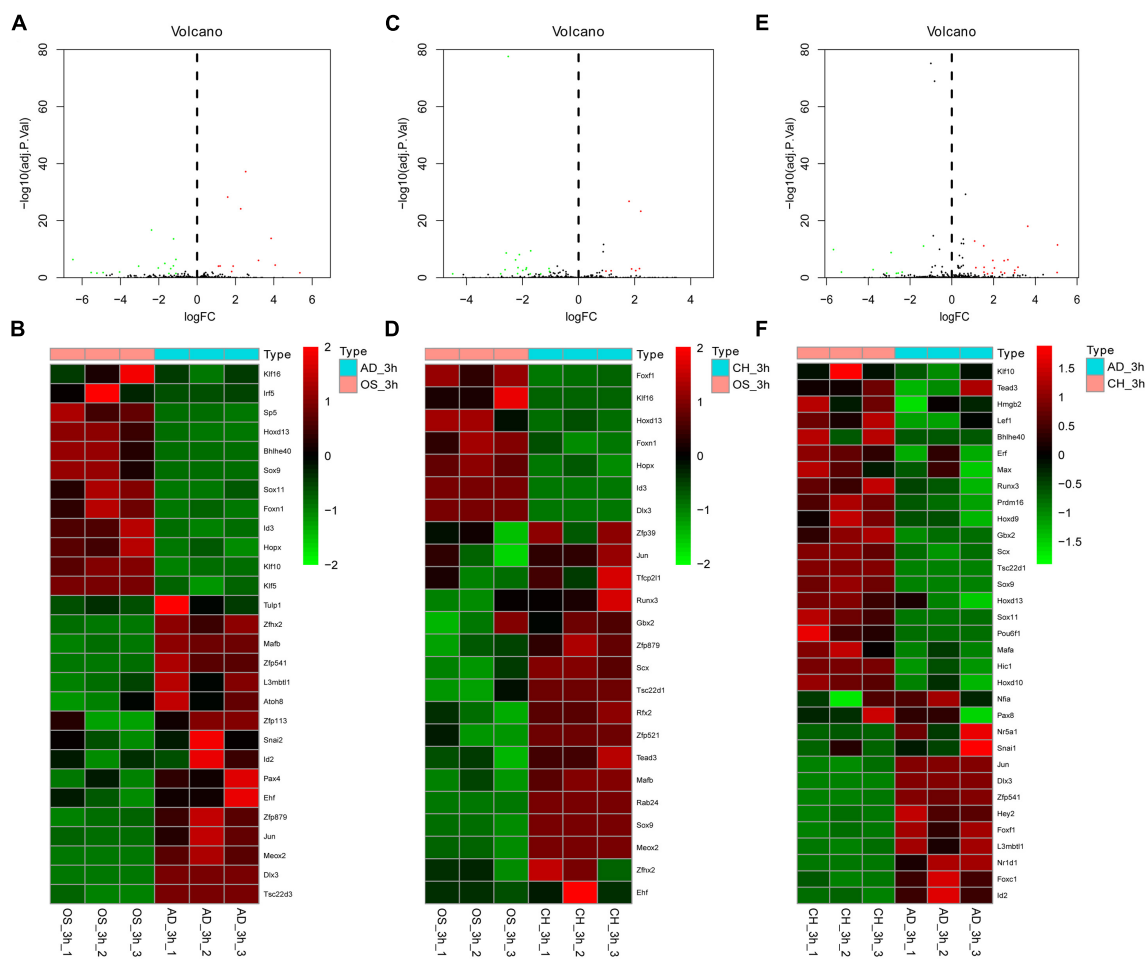 A
Volcano
−log10(adj.P.Val)
80
60
40
20
0
−6 −4 −2 0 2 4 6
logFC
C
Volcano
−log10(adj.P.Val)
80
60
40
20
0
−4 −2 0 2 4
logFC
E
Volcano
−log10(adj.P.Val)
80
60
40
20
0
−6 −4 −2 0 2 4 6
logFC
B
Type
Klf16
Irf5
Sp5
Hoxd13
Bhlhe40
Sox9
Sox11
Foxn1
Id3
Hopx
Klf10
Klf5
Tulp1
Zfhx2
Mafb
Zfp541
L3mbtl1
Atoh8
Zfp113
Snai2
Id2
Pax4
Ehf
Zfp879
Jun
Meox2
Dlx3
Tsc22d3
OS_3h_1
OS_3h_2
OS_3h_3
AD_3h_1
AD_3h_2
AD_3h_3
2
1
0
−1
−2
Type
AD_3h
OS_3h
D
Type
Foxf1
Klf16
Hoxd13
Foxn1
Hopx
Id3
Dlx3
Zfp39
Jun
Tfcp2l1
Runx3
Gbx2
Zfp879
Scx
Tsc22d1
Rfx2
Zfp521
Tead3
Mafb
Rab24
Sox9
Meox2
Zfhx2
Ehf
OS_3h_1
OS_3h_2
OS_3h_3
CH_3h_1
CH_3h_2
CH_3h_3
2
1
0
−1
−2
Type
CH_3h
OS_3h
F
Type
Klf10
Tead3
Hmgb2
Lef1
Bhlhe40
Erf
Max
Runx3
Prdm16
Hoxd9
Gbx2
Scx
Tsc22d1
Sox9
Hoxd13
Sox11
Pou6f1
Mafa
Hic1
Hoxd10
Nfia
Pax8
Nr5a1
Snai1
Jun
Dlx3
Zfp541
Hey2
Foxf1
L3mbtl1
Nr1d1
Foxc1
Id2
CH_3h_1
CH_3h_2
CH_3h_3
AD_3h_1
AD_3h_2
AD_3h_3
1.5
1
0.5
0
−0.5
−1
−1.5
Type
AD_3h
CH_3h